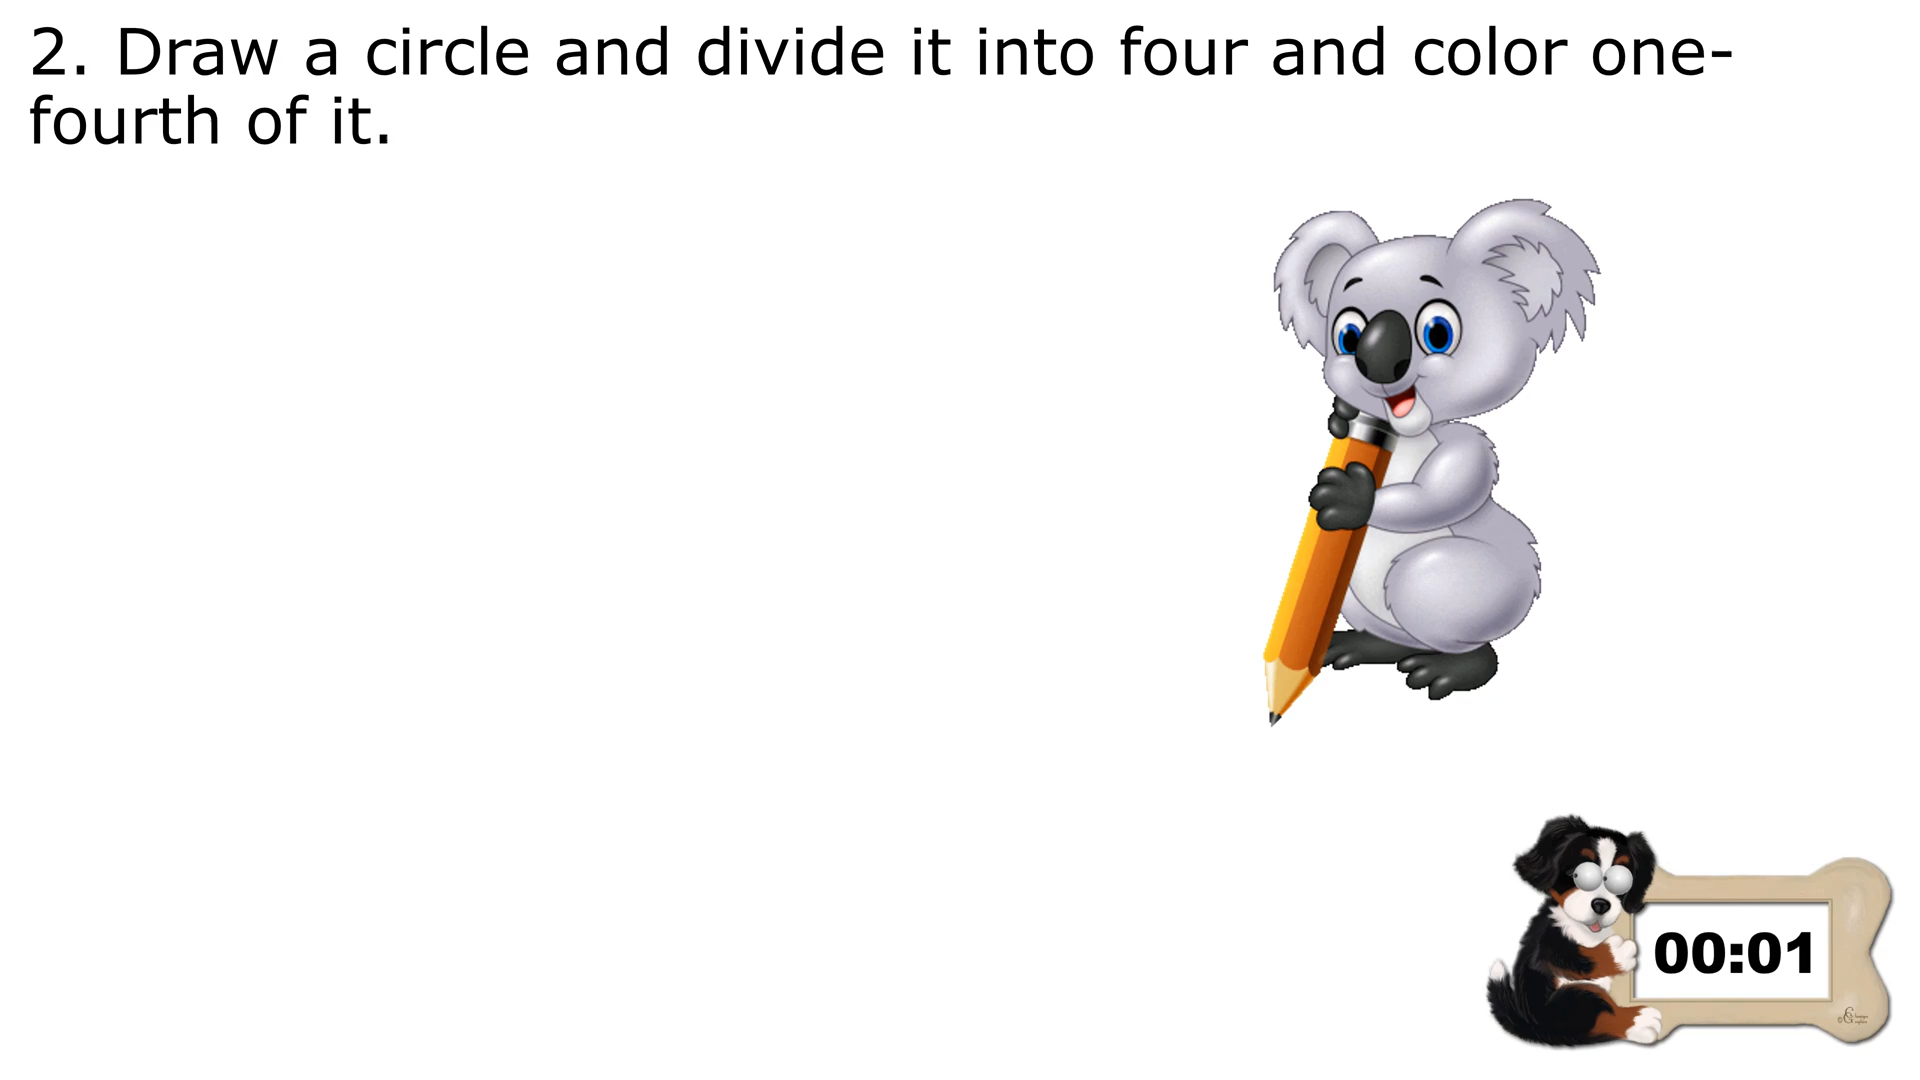 2. Draw a circle and divide it into four and color one-
fourth of it.
00:01